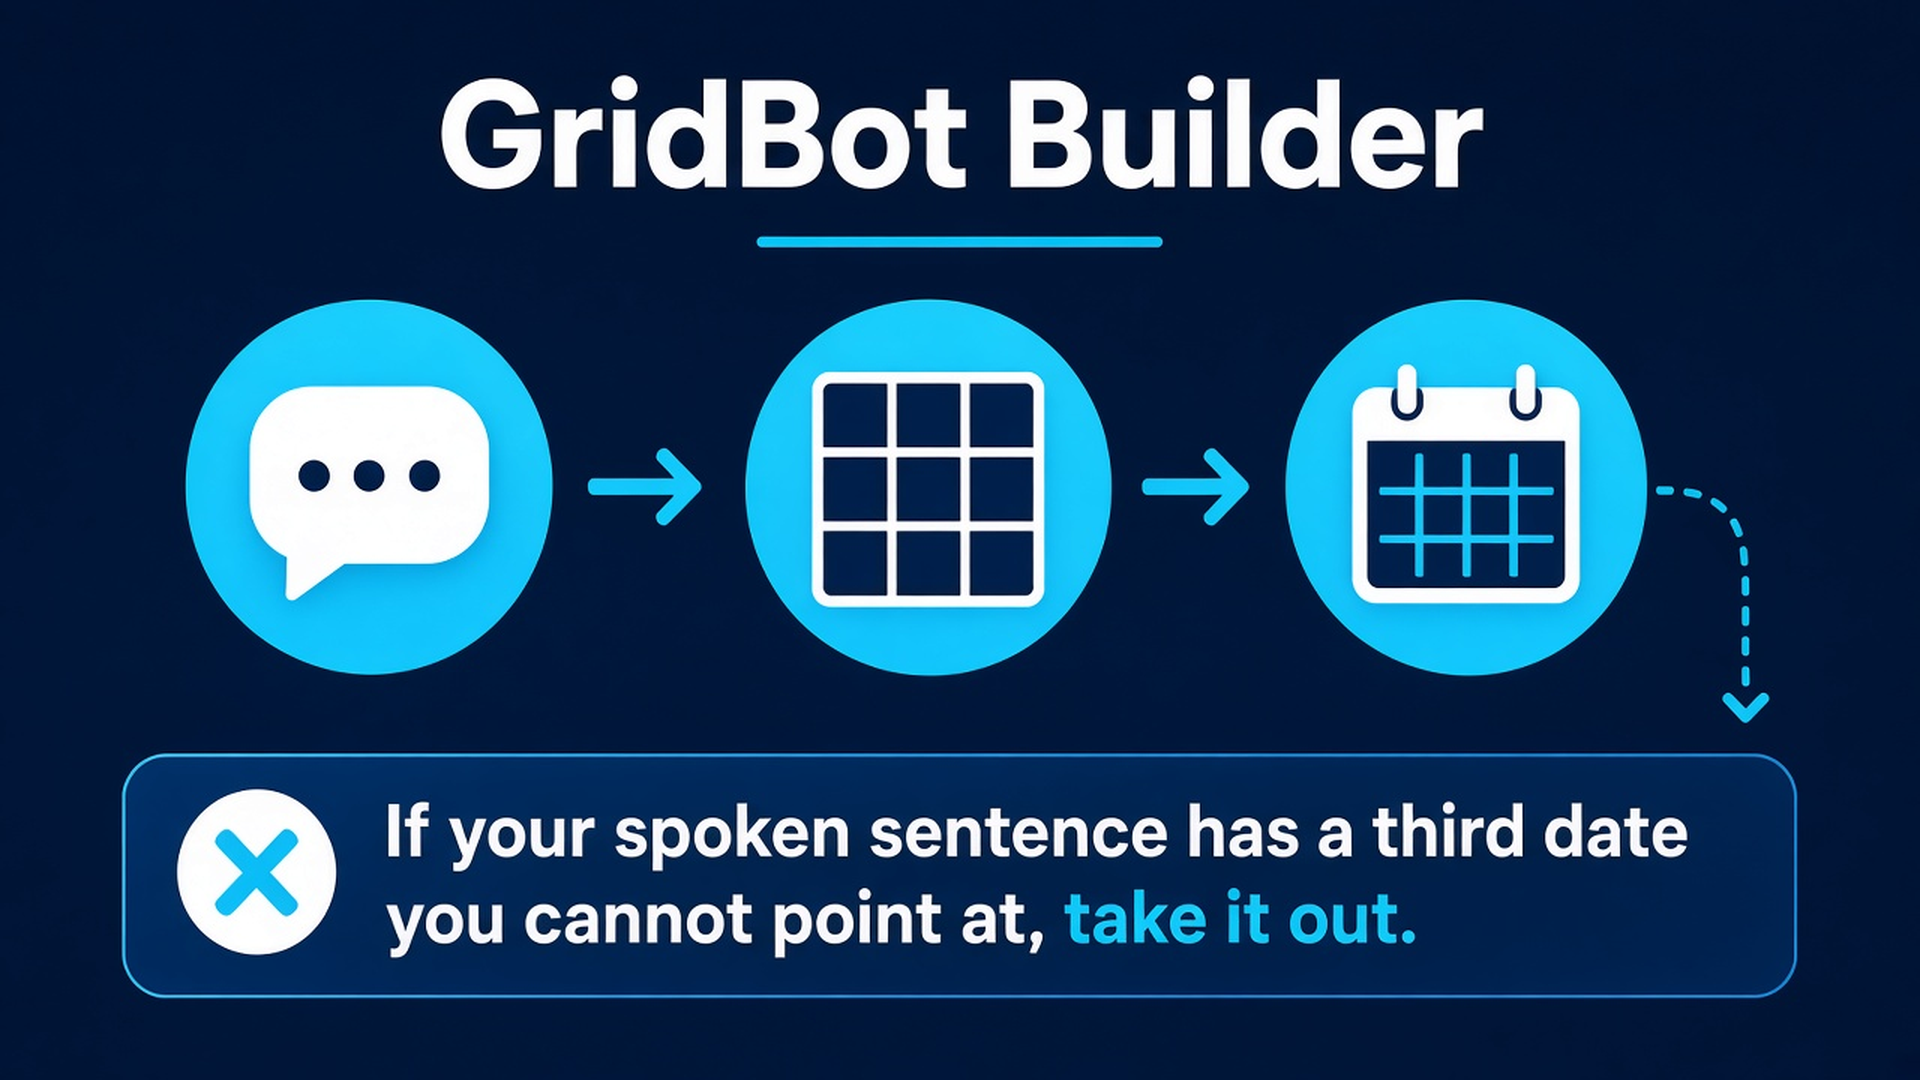 GridBot Builder
If your spoken sentence has a third date
you cannot point at, take it out.